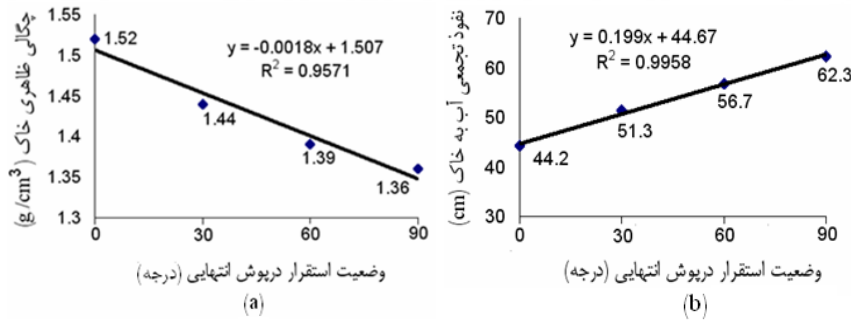 چگالی ظاهری خاک (g/cm³)
1.55
1.5
1.45
1.4
1.35
1.3
1.52
1.44
1.39
1.36
y = -0.0018x + 1.507
R² = 0.9571
0 30 60 90
وضعیت استقرار درپوش انتهایی (درجه)
(a)
نفوذ تجمعی آب به خاک (cm)
70
60
50
40
30
y = 0.199x + 44.67
R² = 0.9958
44.2
51.3
56.7
62.3
0 30 60 90
وضعیت استقرار درپوش انتهایی (درجه)
(b)